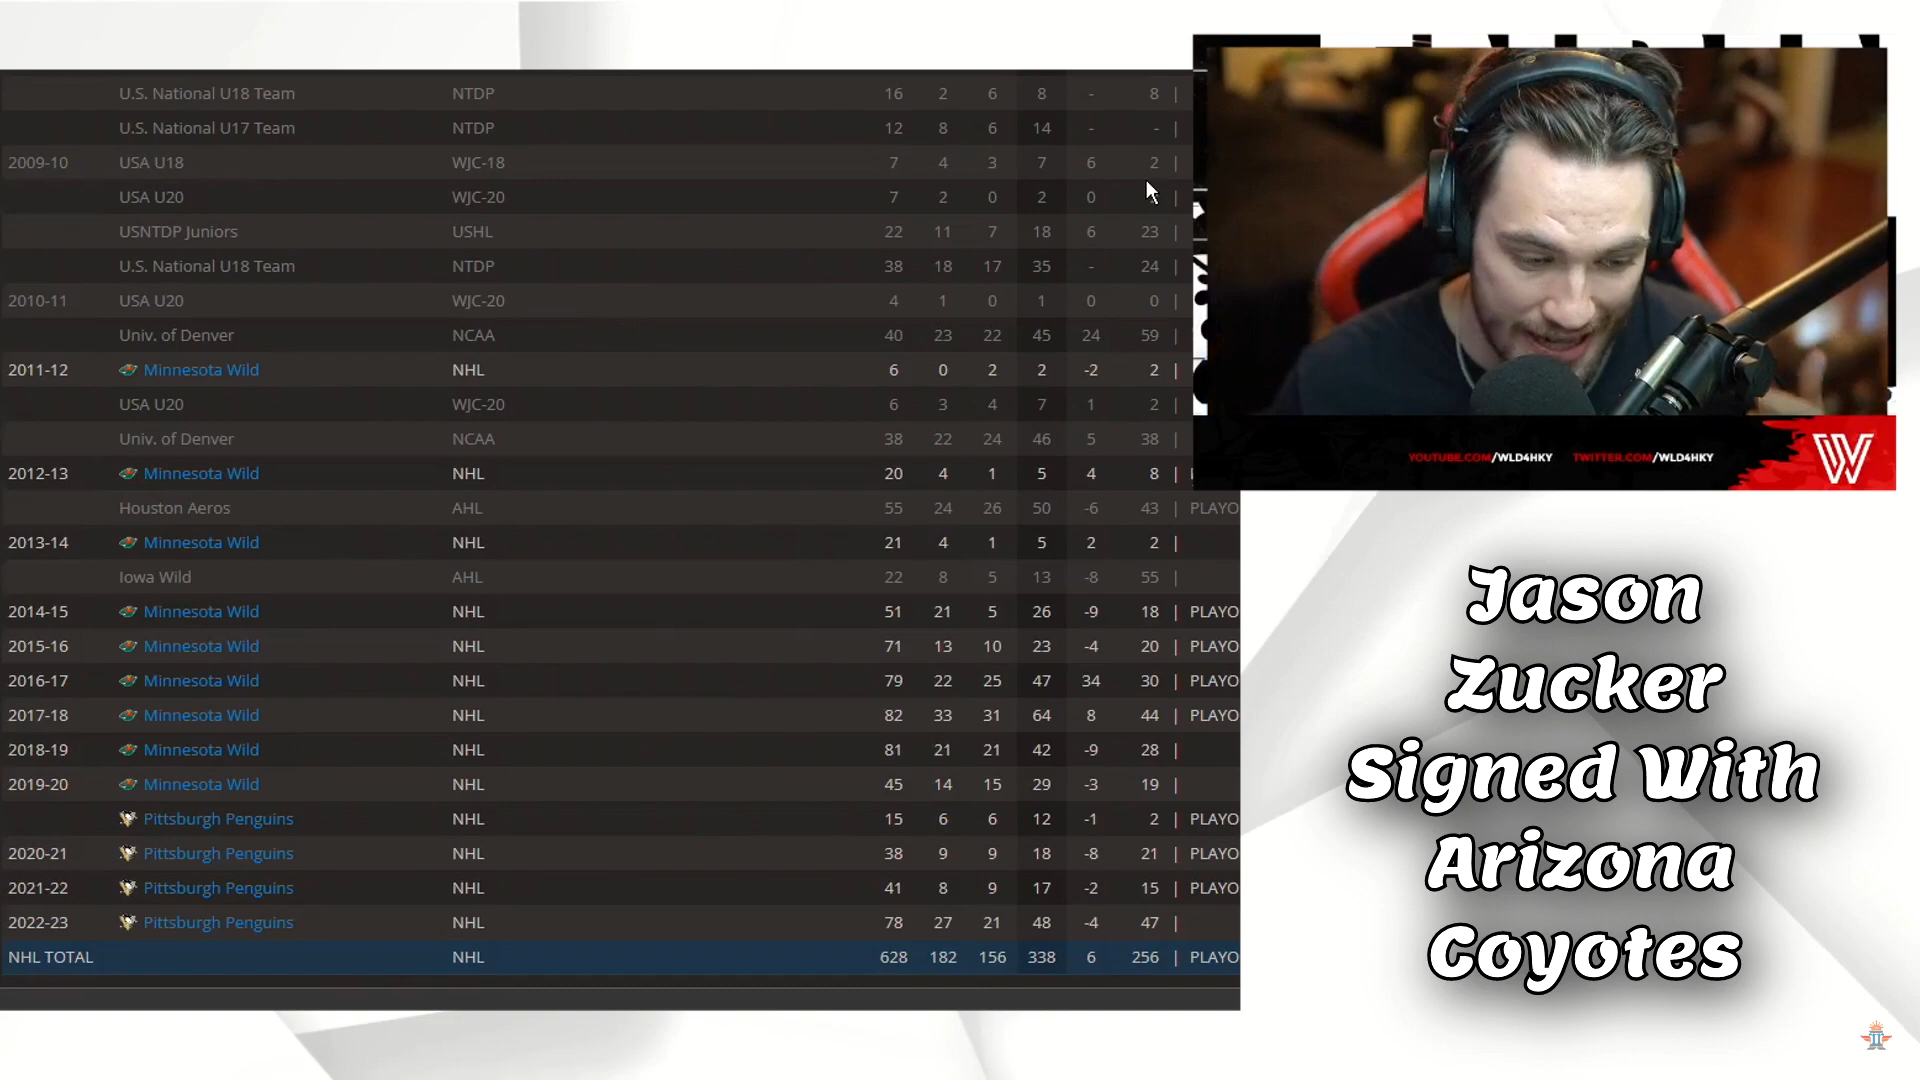 U.S. National U18 Team NTDP 16 2 6 8 - 8 |
U.S. National U17 Team NTDP 12 8 6 14 - - |
2009-10 USA U18 WJC-18 7 4 3 7 6 2 |
USA U20 WJC-20 7 2 0 2 0 |
USNTDP Juniors USHL 22 11 7 18 6 23 |
U.S. National U18 Team NTDP 38 18 17 35 - 24 |
2010-11 USA U20 WJC-20 4 1 0 1 0 0 |
Univ. of Denver NCAA 40 23 22 45 24 59 |
2011-12 Minnesota Wild NHL 6 0 2 2 -2 2 |
USA U20 WJC-20 6 3 4 7 1 2 |
Univ. of Denver NCAA 38 22 24 46 5 38 |
2012-13 Minnesota Wild NHL 20 4 1 5 4 8 |
Houston Aeros AHL 55 24 26 50 -6 43 | PLAYO
2013-14 Minnesota Wild NHL 21 4 1 5 2 2 |
Iowa Wild AHL 22 8 5 13 -8 55 |
2014-15 Minnesota Wild NHL 51 21 5 26 -9 18 | PLAYO
2015-16 Minnesota Wild NHL 71 13 10 23 -4 20 | PLAYO
2016-17 Minnesota Wild NHL 79 22 25 47 34 30 | PLAYO
2017-18 Minnesota Wild NHL 82 33 31 64 8 44 | PLAYO
2018-19 Minnesota Wild NHL 81 21 21 42 -9 28 |
2019-20 Minnesota Wild NHL 45 14 15 29 -3 19 |
Pittsburgh Penguins NHL 15 6 6 12 -1 2 | PLAYO
2020-21 Pittsburgh Penguins NHL 38 9 9 18 -8 21 | PLAYO
2021-22 Pittsburgh Penguins NHL 41 8 9 17 -2 15 | PLAYO
2022-23 Pittsburgh Penguins NHL 78 27 21 48 -4 47 |
NHL TOTAL NHL 628 182 156 338 6 256 | PLAYO
YOUTUBE.COM/WLD4HKY TWITTER.COM/WLD4HKY W
Jason
Zucker
Signed With
Arizona
Coyotes